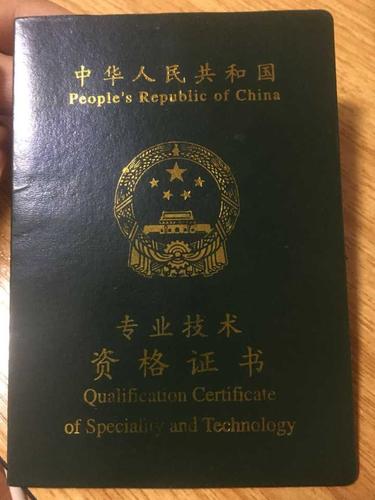 中华人民共和国
People's Republic of China
专业技术
资格证书
Qualification Certificate
of Speciality and Technology